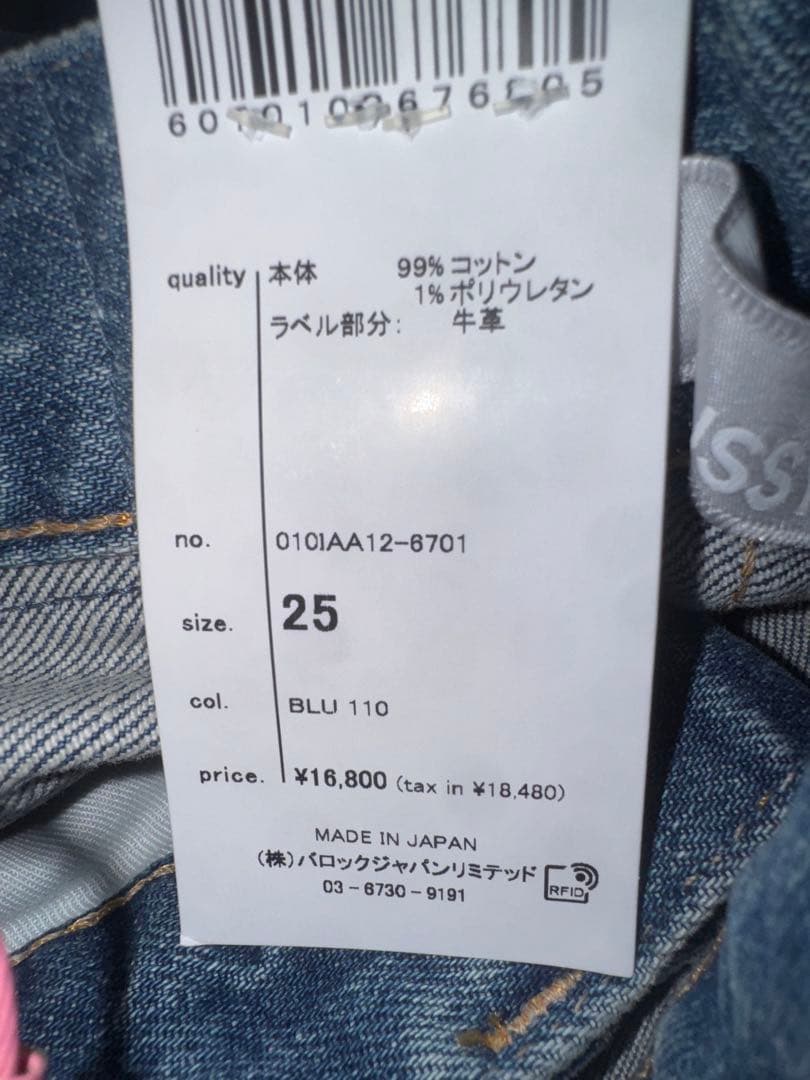 quality 本体 99% コットン
1% ポリウレタン
ラベル部分: 牛革
no. 010IAA12-6701
size. 25
col. BLU 110
price. ¥16,800 (tax in ¥18,480)
MADE IN JAPAN
(株)バロックジャパンリミテッド
RFID
03-6730-9191